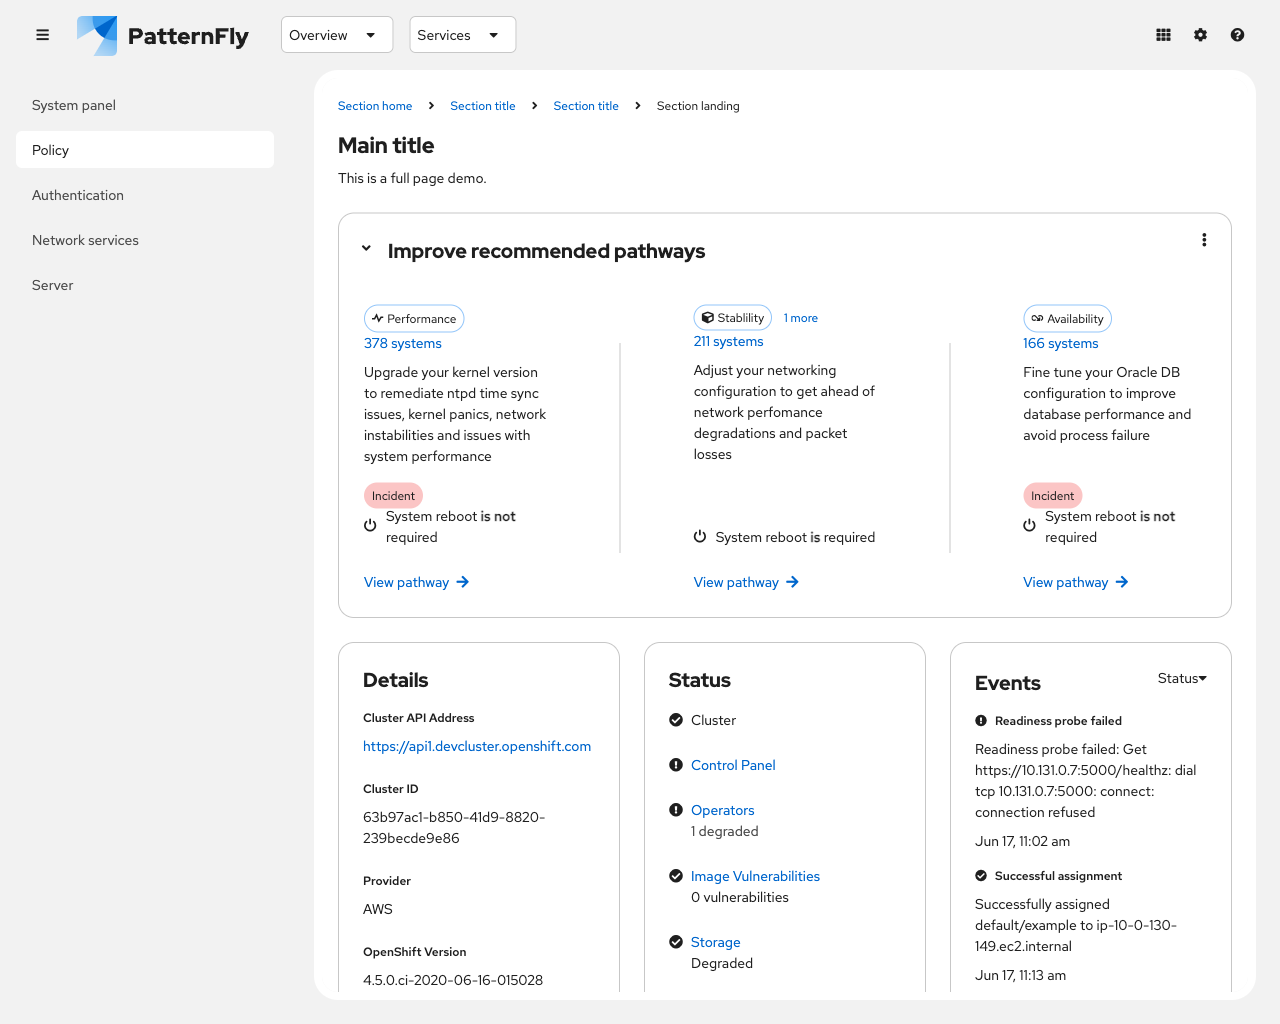 PatternFly
Overview
Services
System panel
Policy
Authentication
Network services
Server
Section home
Section title
Section title
Section landing
Main title
This is a full page demo.
Improve recommended pathways
Performance
378 systems
Upgrade your kernel version
to remediate ntpd time sync
issues, kernel panics, network
instabilities and issues with
system performance
Incident
System reboot is not
required
View pathway
Stablility
1 more
211 systems
Adjust your networking
configuration to get ahead of
network perfomance
degradations and packet
losses
System reboot is required
View pathway
Availability
166 systems
Fine tune your Oracle DB
configuration to improve
database performance and
avoid process failure
Incident
System reboot is not
required
View pathway
Details
Cluster API Address
https://api1.devcluster.openshift.com
Cluster ID
63b97ac1-b850-41d9-8820-
239becde9e86
Provider
AWS
OpenShift Version
4.5.0.ci-2020-06-16-015028
Status
Cluster
Control Panel
Operators
1 degraded
Image Vulnerabilities
0 vulnerabilities
Storage
Degraded
Events
Status
Readiness probe failed
Readiness probe failed: Get
https://10.131.0.7:5000/healthz: dial
tcp 10.131.0.7:5000: connect:
connection refused
Jun 17, 11:02 am
Successful assignment
Successfully assigned
default/example to ip-10-0-130-
149.ec2.internal
Jun 17, 11:13 am